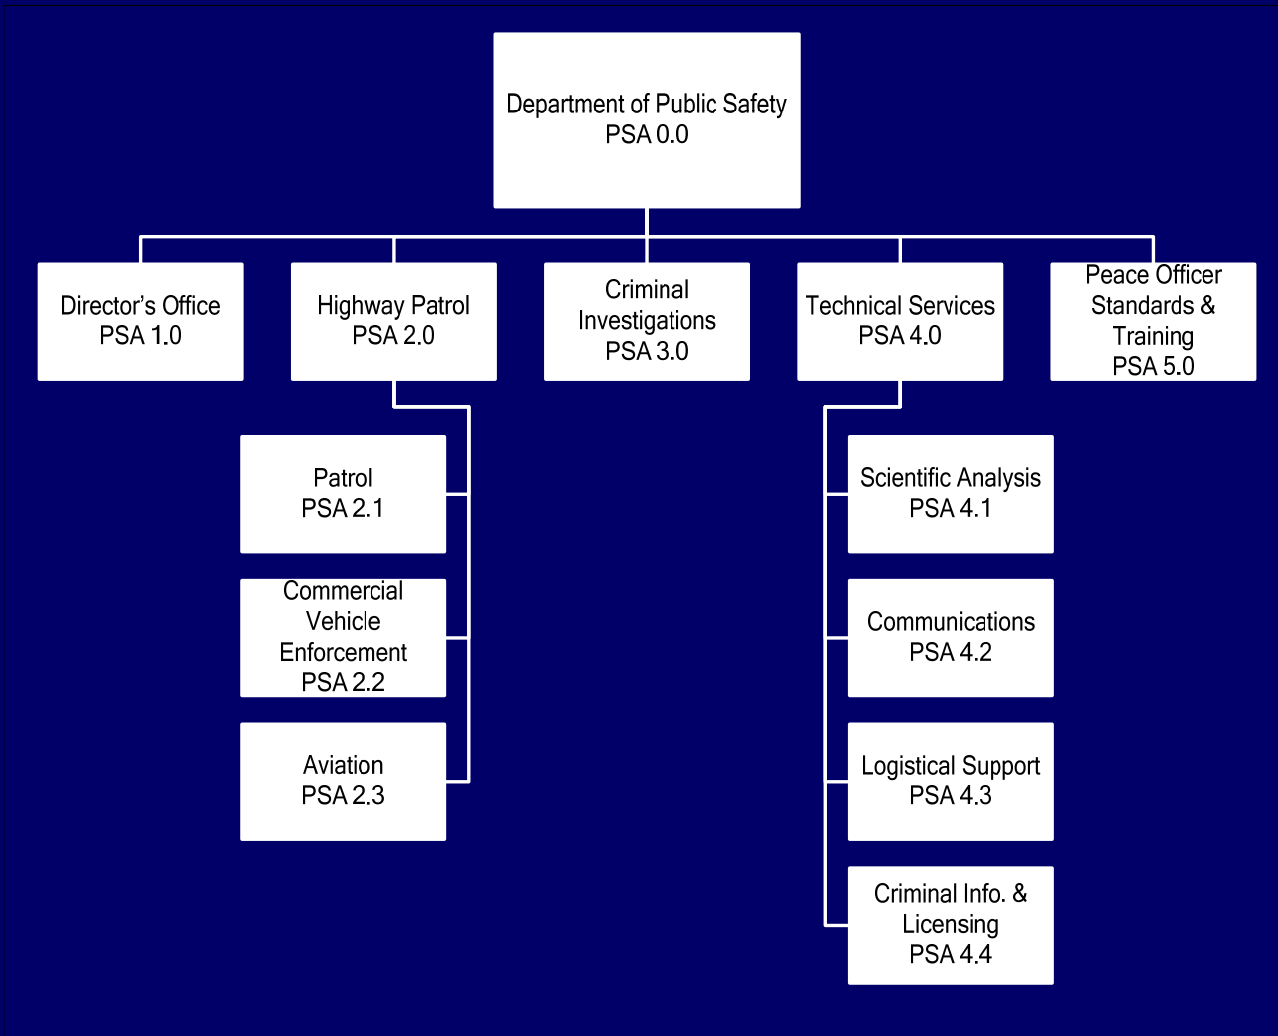 Department of Public Safety
PSA 0.0
Director's Office
PSA 1.0
Highway Patrol
PSA 2.0
Criminal
Investigations
PSA 3.0
Technical Services
PSA 4.0
Peace Officer
Standards &
Training
PSA 5.0
Patrol
PSA 2.1
Commercial
Vehicle
Enforcement
PSA 2.2
Aviation
PSA 2.3
Scientific Analysis
PSA 4.1
Communications
PSA 4.2
Logistical Support
PSA 4.3
Criminal Info. &
Licensing
PSA 4.4